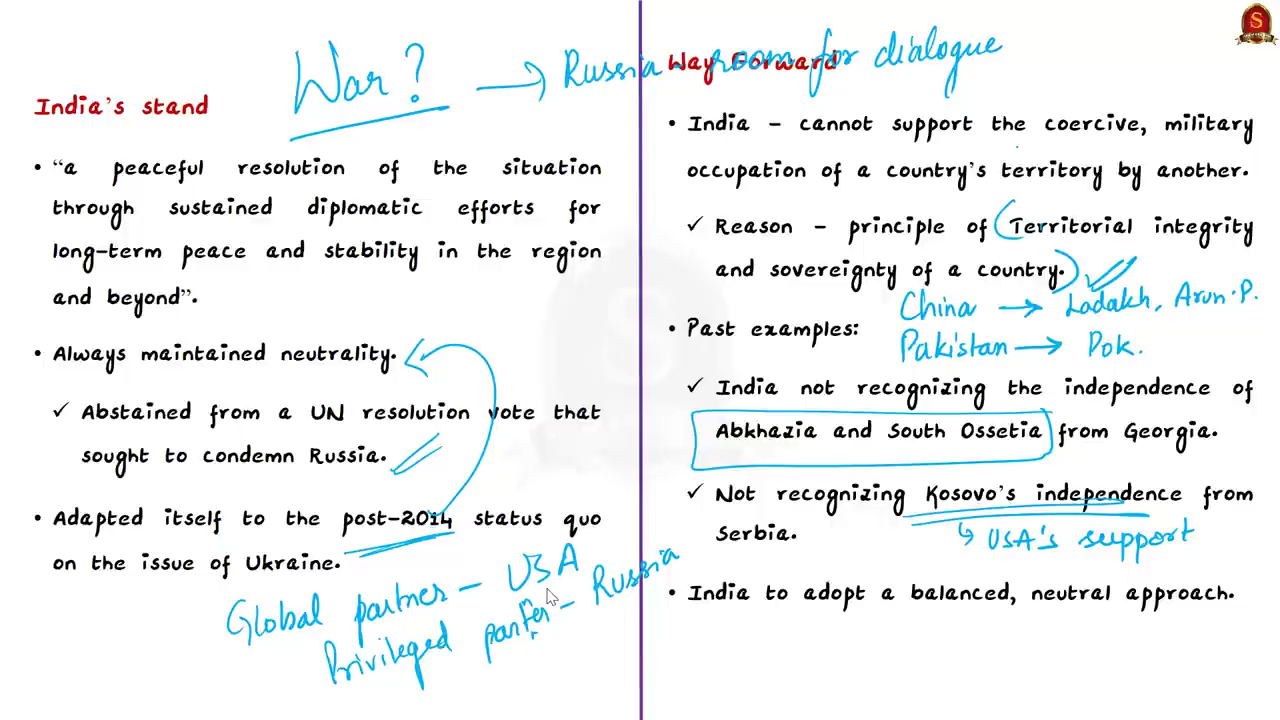 War? → Russia - room for dialogue
India's stand
• "a peaceful resolution of the situation
through sustained diplomatic efforts for
long-term peace and stability in the region
and beyond".
• Always maintained neutrality.
✓ Abstained from a UN resolution vote that
sought to condemn Russia.
• Adapted itself to the post-2014 status quo
on the issue of Ukraine.
Global partner - USA
Privileged partner - Russia
S
Way Forward
• India - cannot support the coercive, military
occupation of a country's territory by another.
✓ Reason - principle of Territorial integrity
and sovereignty of a country.
China → Ladakh, Arun.P.
• Past examples:
Pakistan → Pok.
✓ India not recognizing the independence of
Abkhazia and South Ossetia from Georgia.
✓ Not recognizing Kosovo's independence from
Serbia.
↳ USA's support
• India to adopt a balanced, neutral approach.